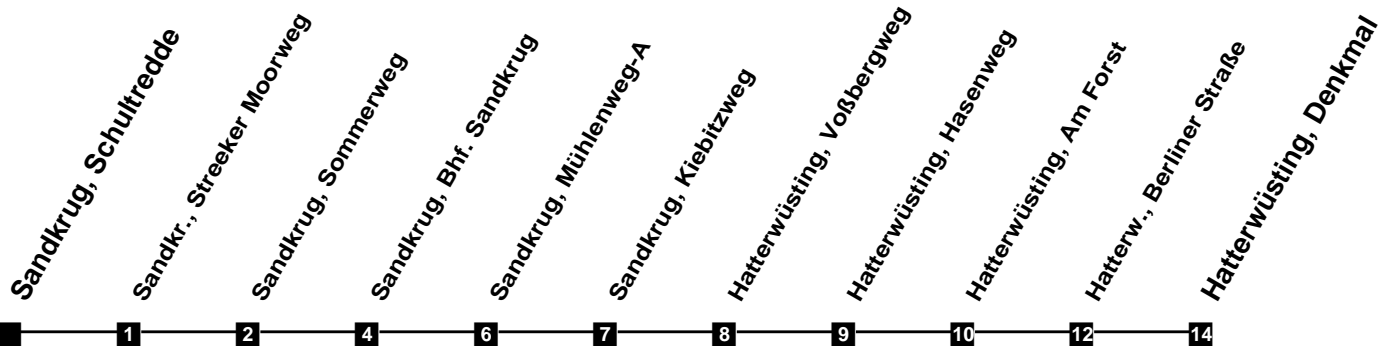 Sandkrug, Schultredde
Sandkr., Streeker Moorweg
Sandkrug, Sommerweg
Sandkrug, Bhf. Sandkrug
Sandkrug, Mühlenweg-A
Sandkrug, Kiebitzweg
Hatterwüsting, Voßbergweg
Hatterwüsting, Hasenweg
Hatterwüsting, Am Forst
Hatterw., Berliner Straße
Hatterwüsting, Denkmal
1 2 4 6 7 8 9 10 12 14